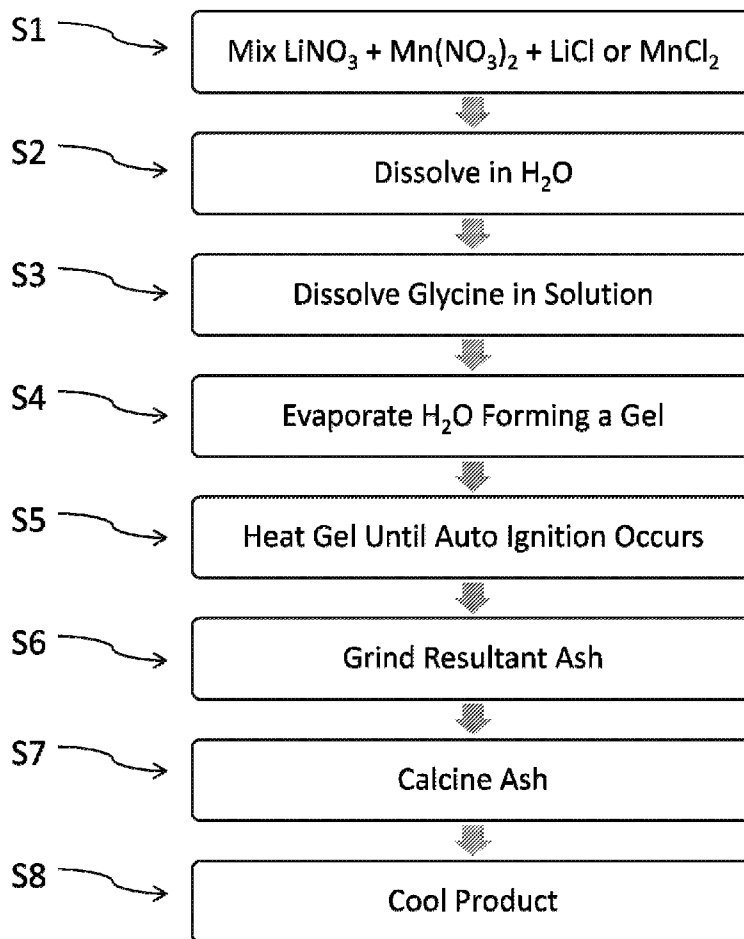 S1 Mix LiNO₃ + Mn(NO₃)₂ + LiCl or MnCl₂
S2 Dissolve in H₂O
S3 Dissolve Glycine in Solution
S4 Evaporate H₂O Forming a Gel
S5 Heat Gel Until Auto Ignition Occurs
S6 Grind Resultant Ash
S7 Calcine Ash
S8 Cool Product